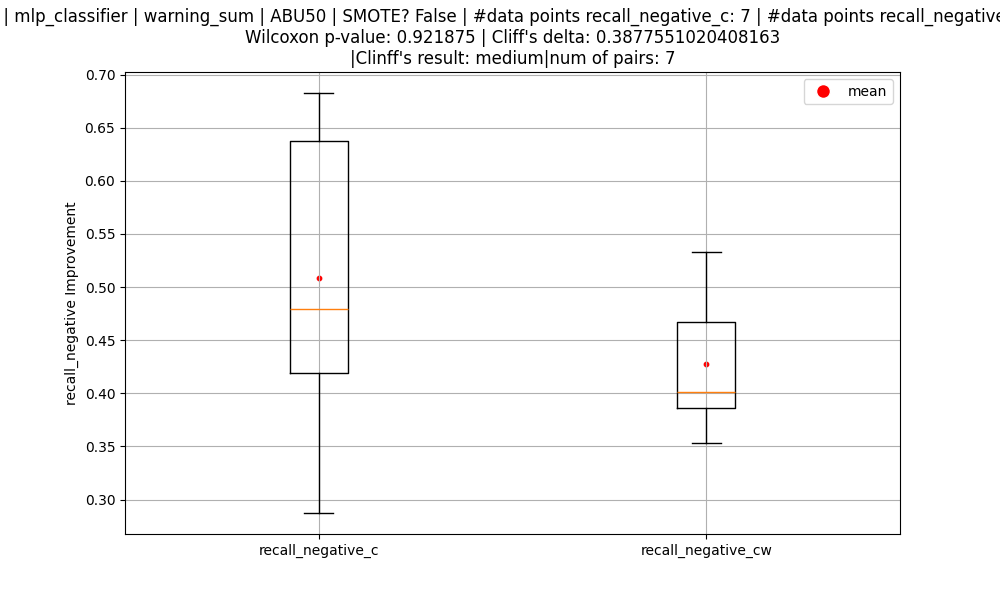 | mlp_classifier | warning_sum | ABU50 | SMOTE? False | #data points recall_negative_c: 7 | #data points recall_negative
Wilcoxon p-value: 0.921875 | Cliff's delta: 0.3877551020408163
|Clinff's result: medium|num of pairs: 7
mean
0.70
0.65
0.60
0.55
0.50
0.45
0.40
0.35
0.30
recall_negative Improvement
recall_negative_c
recall_negative_cw